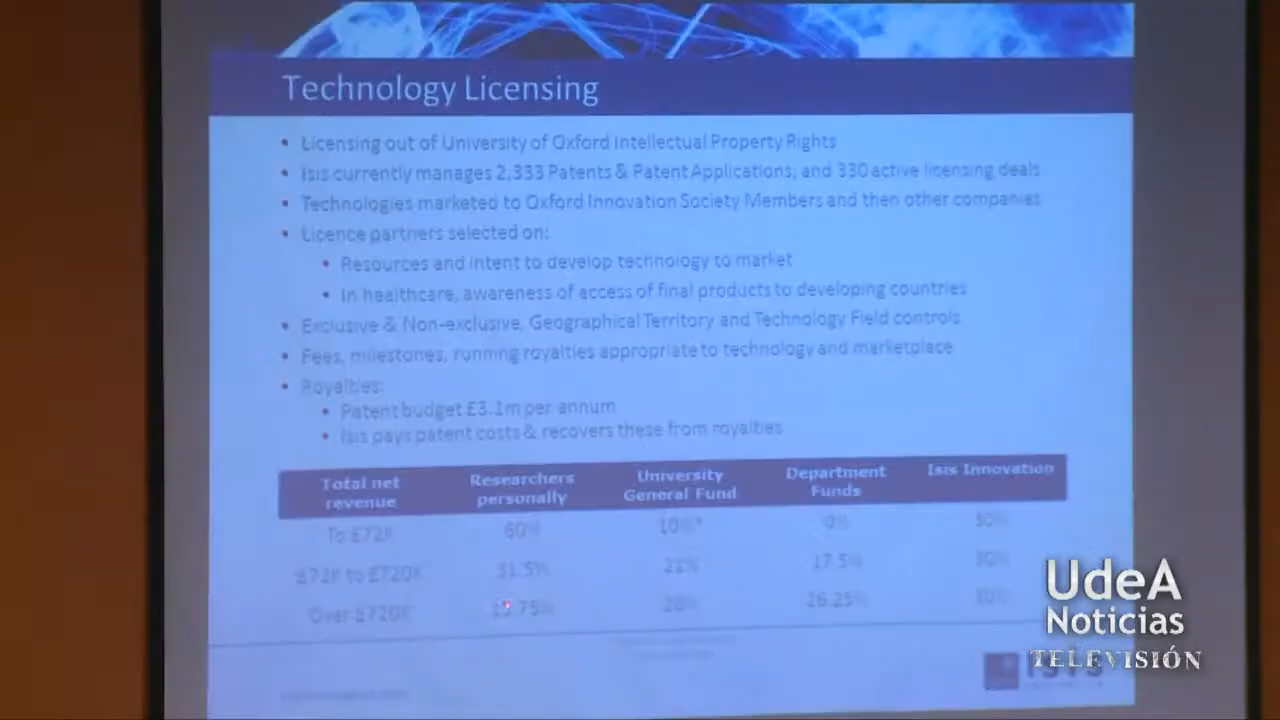 Technology Licensing
• Licensing out of University of Oxford Intellectual Property Rights
• Isis currently manages 2,333 Patents & Patent Applications; and 330 active licensing deals
• Technologies marketed to Oxford Innovation Society Members and then other companies
• Licence partners selected on:
• Resources and intent to develop technology to market
• In healthcare, awareness of access of final products to developing countries
• Exclusive & Non-exclusive, Geographical Territory and Technology Field controls
• Fees, milestones, running royalties appropriate to technology and marketplace
• Royalties:
• Patent budget £3.1m per annum
• Isis pays patent costs & recovers these from royalties
Total net revenue Researchers personally University General Fund Department Funds Isis Innovation
To £72K 60% 10%* 0% 30%
£72K to £720K 31.5% 21% 17.5% 30%
Over £720K 28% 26.25% 30%
ISIS
UdeA
Noticias
TELEVISIÓN